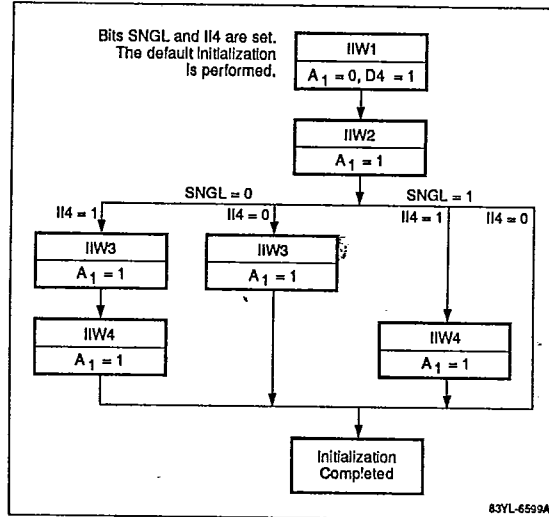 Bits SNGL and II4 are set.
The default Initialization
is performed.
IIW1
A1 = 0, D4 = 1
IIW2
A1 = 1
SNGL = 0
SNGL = 1
II4 = 1
II4 = 0
II4 = 1
II4 = 0
IIW3
A1 = 1
IIW3
A1 = 1
IIW4
A1 = 1
IIW4
A1 = 1
Initialization
Completed
83YL-6599A